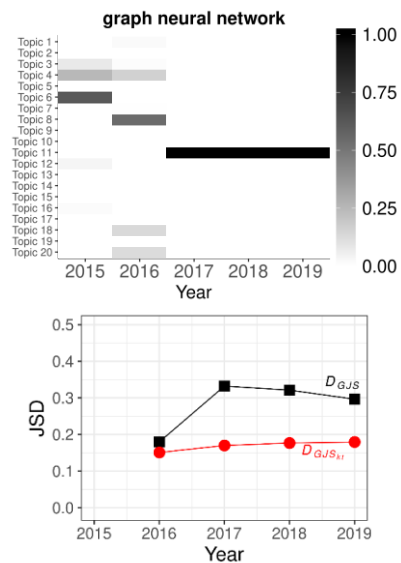 graph neural network
Topic 1
Topic 2
Topic 3
Topic 4
Topic 5
Topic 6
Topic 7
Topic 8
Topic 9
Topic 10
Topic 11
Topic 12
Topic 13
Topic 14
Topic 15
Topic 16
Topic 17
Topic 18
Topic 19
Topic 20
2015 2016 2017 2018 2019
Year
1.00
0.75
0.50
0.25
0.00
JSD
0.5
0.4
0.3
0.2
0.1
0.0
D_GJS
D_GJS_kt
2015 2016 2017 2018 2019
Year